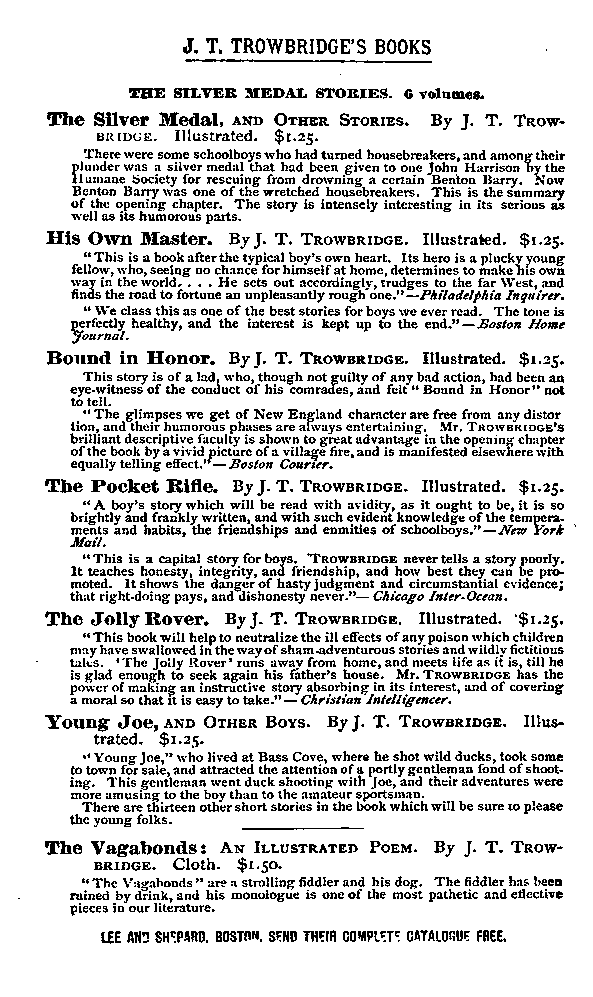 J. T. TROWBRIDGE'S BOOKS
THE SILVER MEDAL STORIES. 6 volumes.
The Silver Medal, AND OTHER STORIES. By J. T. TROW-
BRIDGE. Illustrated. $1.25.
There were some schoolboys who had turned housebreakers, and among their
plunder was a silver medal that had been given to one John Harrison by the
Humane Society for rescuing from drowning a certain Benton Barry. Now
Benton Barry was one of the wretched housebreakers. This is the summary
of the opening chapter. The story is intensely interesting in its serious as
well as its humorous parts.
His Own Master. By J. T. TROWBRIDGE. Illustrated. $1.25.
"This is a book after the typical boy's own heart. Its hero is a plucky young
fellow, who, seeing no chance for himself at home, determines to make his own
way in the world. . . . He sets out accordingly, trudges to the far West, and
finds the road to fortune an unpleasantly rough one."—Philadelphia Inquirer.
"We class this as one of the best stories for boys we ever read. The tone is
perfectly healthy, and the interest is kept up to the end."—Boston Home
Journal.
Bound in Honor. By J. T. TROWBRIDGE. Illustrated. $1.25.
This story is of a lad, who, though not guilty of any bad action, had been an
eye-witness of the conduct of his comrades, and felt "Bound in Honor" not
to tell.
"The glimpses we get of New England character are free from any distor
tion, and their humorous phases are always entertaining. Mr. TROWBRIDGE'S
brilliant descriptive faculty is shown to great advantage in the opening chapter
of the book by a vivid picture of a village fire, and is manifested elsewhere with
equally telling effect."—Boston Courier.
The Pocket Rifle. By J. T. TROWBRIDGE. Illustrated. $1.25.
"A boy's story which will be read with avidity, as it ought to be, it is so
brightly and frankly written, and with such evident knowledge of the tempera-
ments and habits, the friendships and enmities of schoolboys."—New York
Mail.
"This is a capital story for boys. TROWBRIDGE never tells a story poorly.
It teaches honesty, integrity, and friendship, and how best they can be pro-
moted. It shows the danger of hasty judgment and circumstantial evidence;
that right-doing pays, and dishonesty never."—Chicago Inter-Ocean.
The Jolly Rover. By J. T. TROWBRIDGE. Illustrated. $1.25.
"This book will help to neutralize the ill effects of any poison which children
may have swallowed in the way of sham-adventurous stories and wildly fictitious
tales. 'The Jolly Rover' runs away from home, and meets life as it is, till he
is glad enough to seek again his father's house. Mr. TROWBRIDGE has the
power of making an instructive story absorbing in its interest, and of covering
a moral so that it is easy to take."—Christian Intelligencer.
Young Joe, AND OTHER BOYS. By J. T. TROWBRIDGE. Illus-
trated. $1.25.
"Young Joe," who lived at Bass Cove, where he shot wild ducks, took some
to town for sale, and attracted the attention of a portly gentleman fond of shoot-
ing. This gentleman went duck shooting with Joe, and their adventures were
more amusing to the boy than to the amateur sportsman.
There are thirteen other short stories in the book which will be sure to please
the young folks.
The Vagabonds: AN ILLUSTRATED POEM. By J. T. TROW-
BRIDGE. Cloth. $1.50.
"The Vagabonds" are a strolling fiddler and his dog. The fiddler has been
ruined by drink, and his monologue is one of the most pathetic and effective
pieces in our literature.
LEE AND SHEPARD, BOSTON, SEND THEIR COMPLETE CATALOGUE FREE.